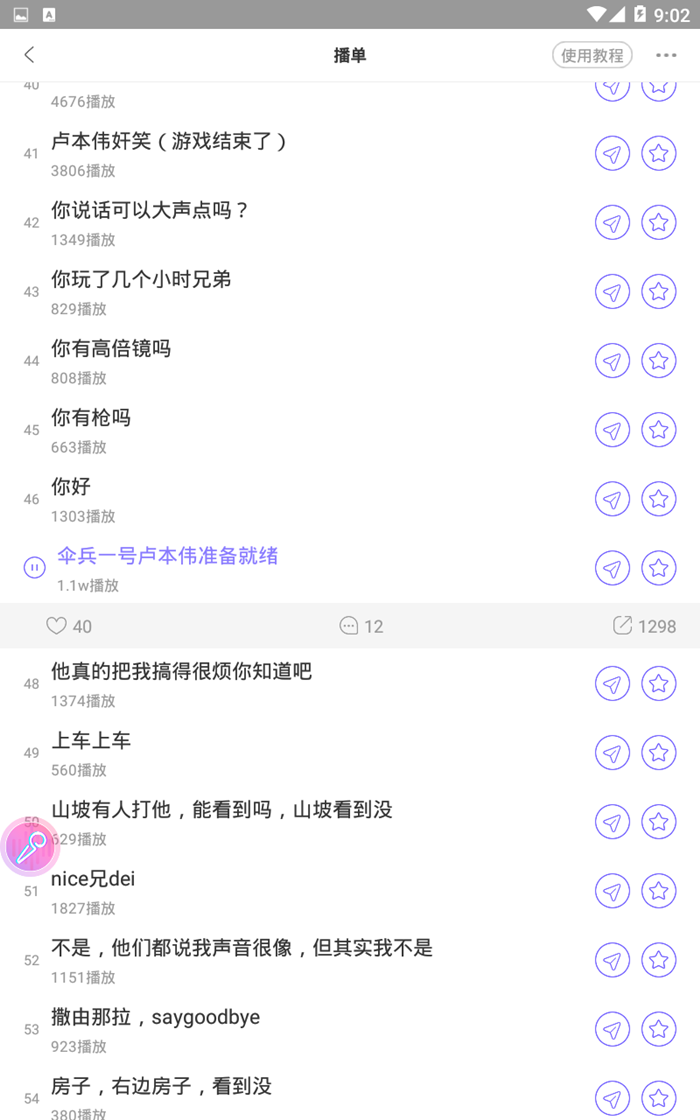 9:02
播单
使用教程
40
4676播放
41
卢本伟奸笑（游戏结束了）
3806播放
42
你说话可以大声点吗？
1349播放
43
你玩了几个小时兄弟
829播放
44
你有高倍镜吗
808播放
45
你有枪吗
663播放
46
你好
1303播放
伞兵一号卢本伟准备就绪
1.1w播放
40
12
1298
48
他真的把我搞得很烦你知道吧
1374播放
49
上车上车
560播放
50
山坡有人打他，能看到吗，山坡看到没
629播放
51
nice兄dei
1827播放
52
不是，他们都说我声音很像，但其实我不是
1151播放
53
撒由那拉，saygoodbye
923播放
54
房子，右边房子，看到没
380播放